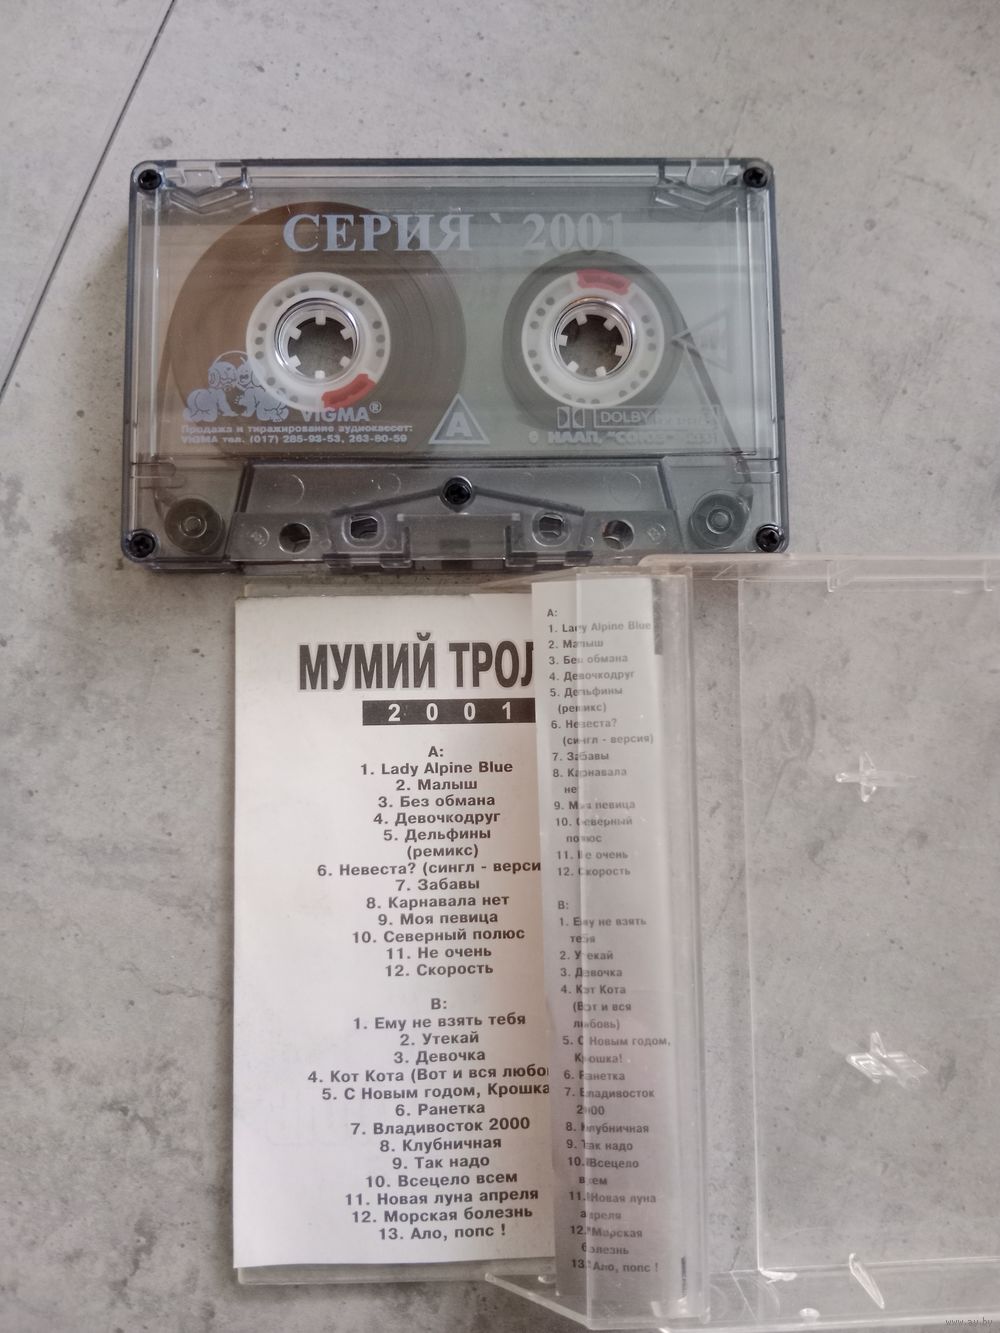 СЕРИЯ ` 2001
VIGMA®
Продажа и тиражирование аудиокассет:
VIGMA тел. (017) 285-93-53, 263-80-59
A
DOLBY
НААП, "СОЮЗ"
МУМИЙ ТРОЛ
2001
A:
1. Lady Alpine Blue
2. Малыш
3. Без обмана
4. Девочкодруг
5. Дельфины
(ремикс)
6. Невеста? (сингл - верси
7. Забавы
8. Карнавала нет
9. Моя певица
10. Северный полюс
11. Не очень
12. Скорость
B:
1. Ему не взять тебя
2. Утекай
3. Девочка
4. Кот Кота (Вот и вся любо
5. С Новым годом, Крошка
6. Ранетка
7. Владивосток 2000
8. Клубничная
9. Так надо
10. Всецело всем
11. Новая луна апреля
12. Морская болезнь
13. Ало, попс !
A:
1. Lady Alpine Blue
2. Малыш
3. Без обмана
4. Девочкодруг
5. Дельфины
(ремикс)
6. Невеста?
(сингл - версия)
7. Забавы
8. Карнавала
нет
9. Моя певица
10. Северный
полюс
11. Не очень
12. Скорость
B:
1. Ему не взять
тебя
2. Утекай
3. Девочка
4. Кот Кота
(Вот и вся
любовь)
5. С Новым годом,
Крошка!
6. Ранетка
7. Владивосток
2000
8. Клубничная
9. Так надо
10. Всецело
всем
11. Новая луна
апреля
12. Морская
болезнь
13. Ало, попс !
www.ay.by